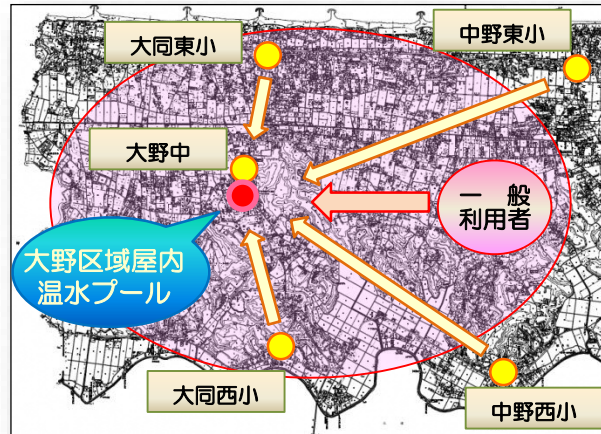 大同東小
中野東小
大野中
一 般
利用者
大野区域屋内
温水プール
大同西小
中野西小